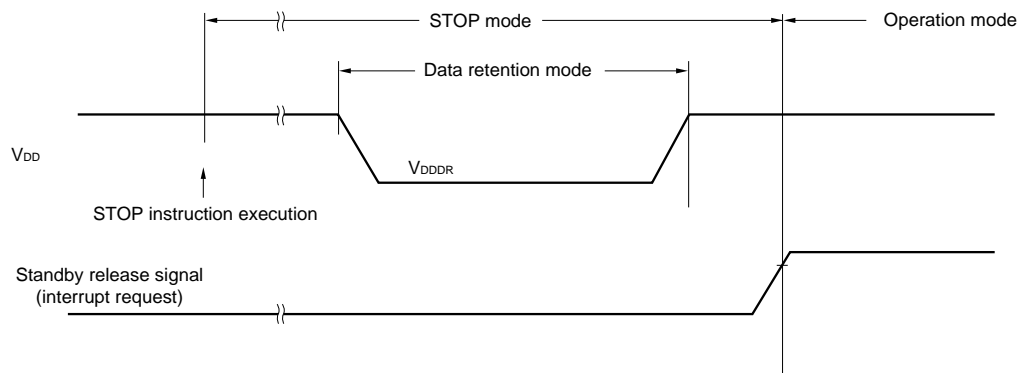 STOP mode
Operation mode
Data retention mode
VDD
VDDDR
STOP instruction execution
Standby release signal
(interrupt request)